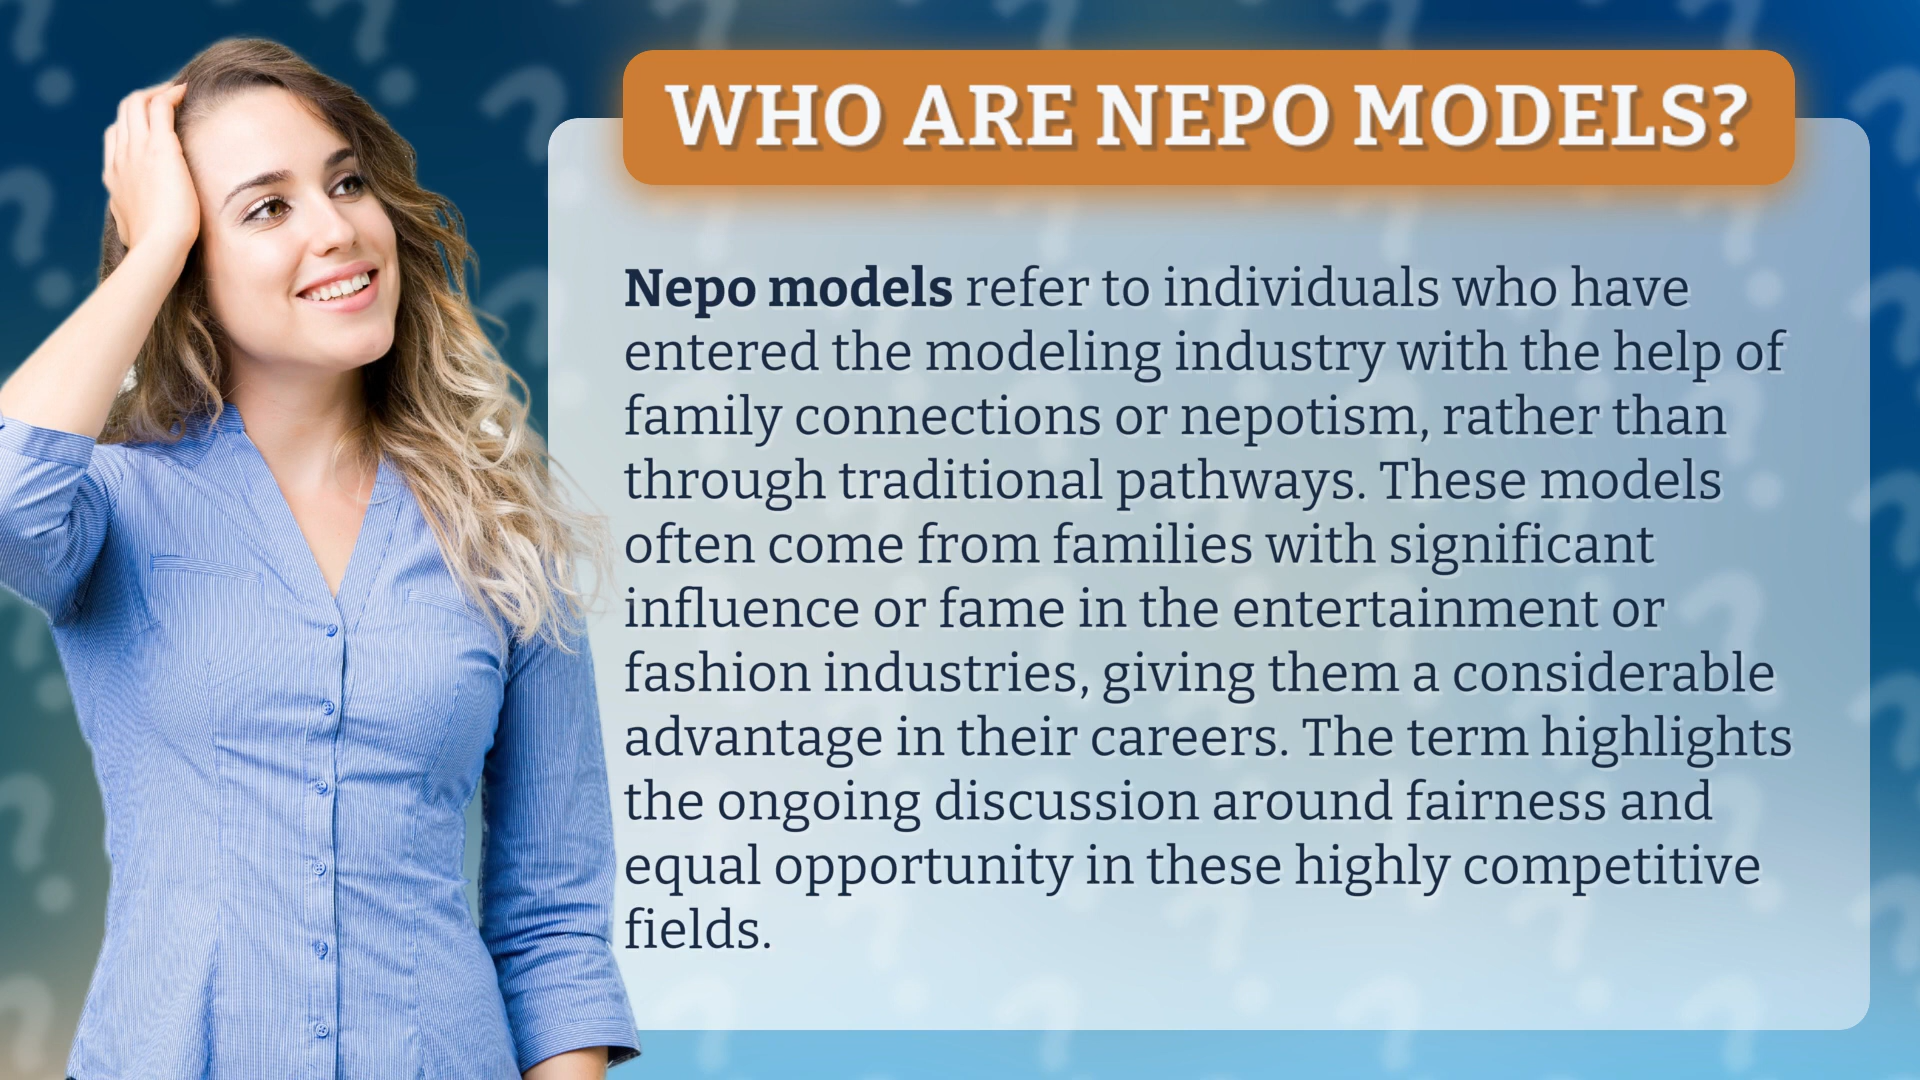 WHO ARE NEPO MODELS?
Nepo models refer to individuals who have
entered the modeling industry with the help of
family connections or nepotism, rather than
through traditional pathways. These models
often come from families with significant
influence or fame in the entertainment or
fashion industries, giving them a considerable
advantage in their careers. The term highlights
the ongoing discussion around fairness and
equal opportunity in these highly competitive
fields.